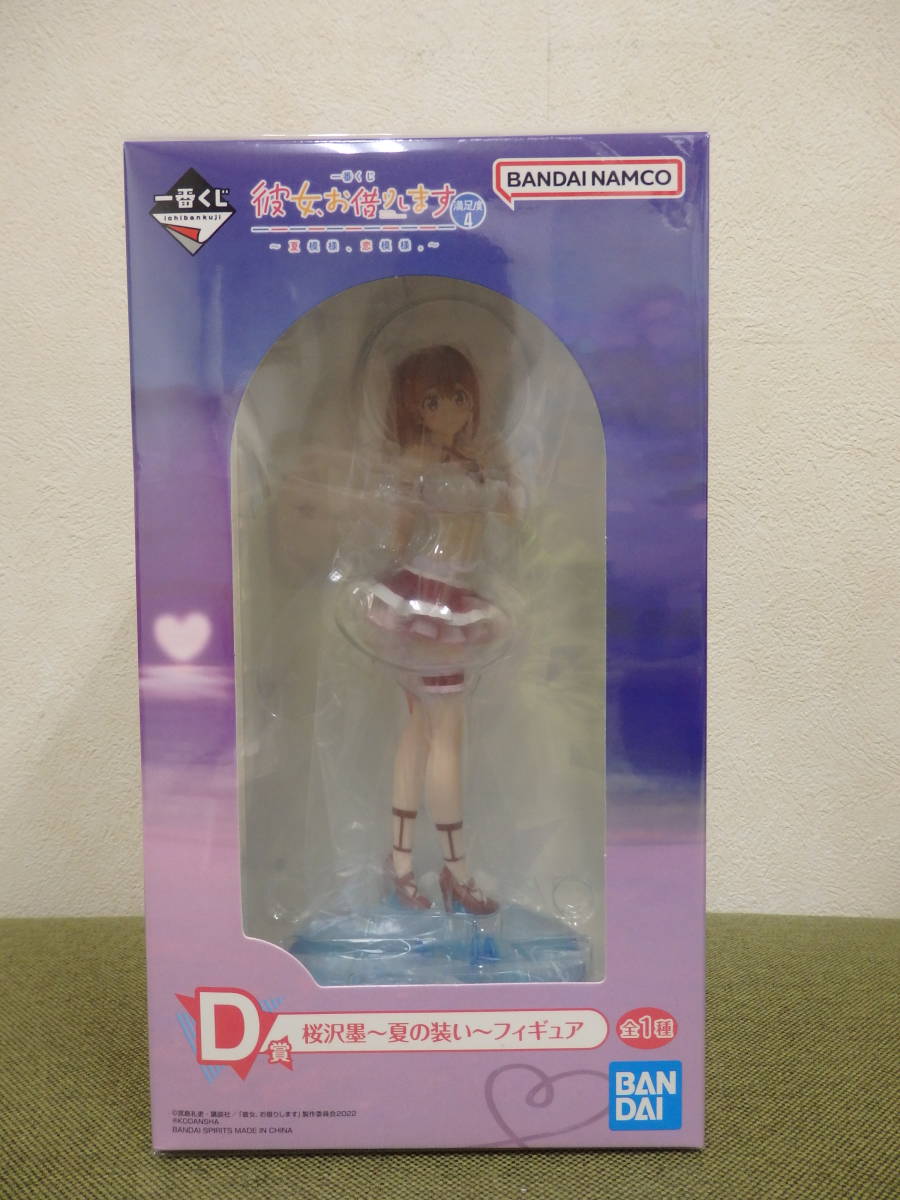 一番くじ
ichibankuji
一番くじ
彼女、お借りします
満足度
4
～夏模様、恋模様。～
BANDAI NAMCO
D賞
桜沢墨～夏の装い～フィギュア
全1種
BAN
DAI
©宮島礼吏・講談社／「彼女、お借りします」製作委員会2022
®KODANSHA
BANDAI SPIRITS MADE IN CHINA